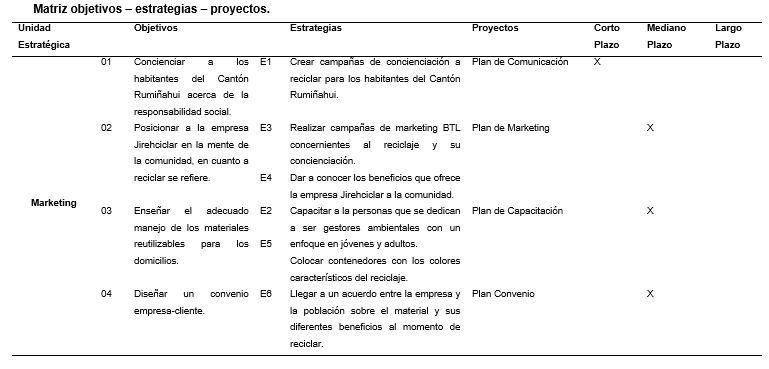 Matriz objetivos – estrategias – proyectos.
Unidad Estratégica Objetivos Estrategias Proyectos Corto Plazo Mediano Plazo Largo Plazo
Marketing
01 Concienciar a los E1 Crear campañas de concienciación a Plan de Comunicación X
habitantes del Cantón reciclar para los habitantes del Cantón
Rumiñahui acerca de la Rumiñahui.
responsabilidad social.
02 Posicionar a la empresa E3 Realizar campañas de marketing BTL Plan de Marketing X
Jirehciclar en la mente de concernientes al reciclaje y su
la comunidad, en cuanto a concienciación.
reciclar se refiere. E4 Dar a conocer los beneficios que ofrece
la empresa Jirehciclar a la comunidad.
03 Enseñar el adecuado E2 Capacitar a la personas que se dedican Plan de Capacitación X
manejo de los materiales a ser gestores ambientales con un
reutilizables para los E5 enfoque en jóvenes y adultos.
domicilios. Colocar contenedores con los colores
característicos del reciclaje.
04 Diseñar un convenio E6 Llegar a un acuerdo entre la empresa y Plan Convenio X
empresa-cliente. la población sobre el material y sus
diferentes beneficios al momento de
reciclar.